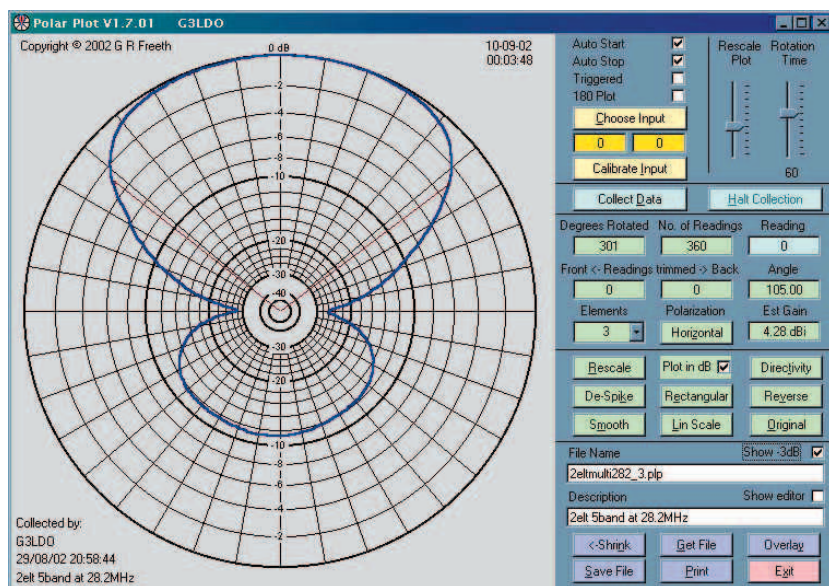 Polar Plot V1.7.01 G3LDO
Copyright © 2002 G R Freeth
0 dB
10-09-02
00:03:48
-2
-4
-6
-8
-10
-20
-30
-40
-30
-20
-10
-8
-6
-4
-2
Collected by:
G3LDO
29/08/02 20:58:44
2elt 5band at 28.2MHz
Auto Start
Auto Stop
Triggered
180 Plot
Choose Input
0 0
Calibrate Input
Rescale Plot
Rotation Time
60
Collect Data
Halt Collection
Degrees Rotated No. of Readings Reading
301 360 0
Front <- Readings trimmed -> Back Angle
0 0 105.00
Elements Polarization Est Gain
3 Horizontal 4.28 dBi
Rescale Plot in dB Directivity
De-Spike Rectangular Reverse
Smooth Lin Scale Original
File Name Show -3dB
2eltmulti282_3.plp
Description Show editor
2elt 5band at 28.2MHz
<-Shrink Get File Overlay
Save File Print Exit